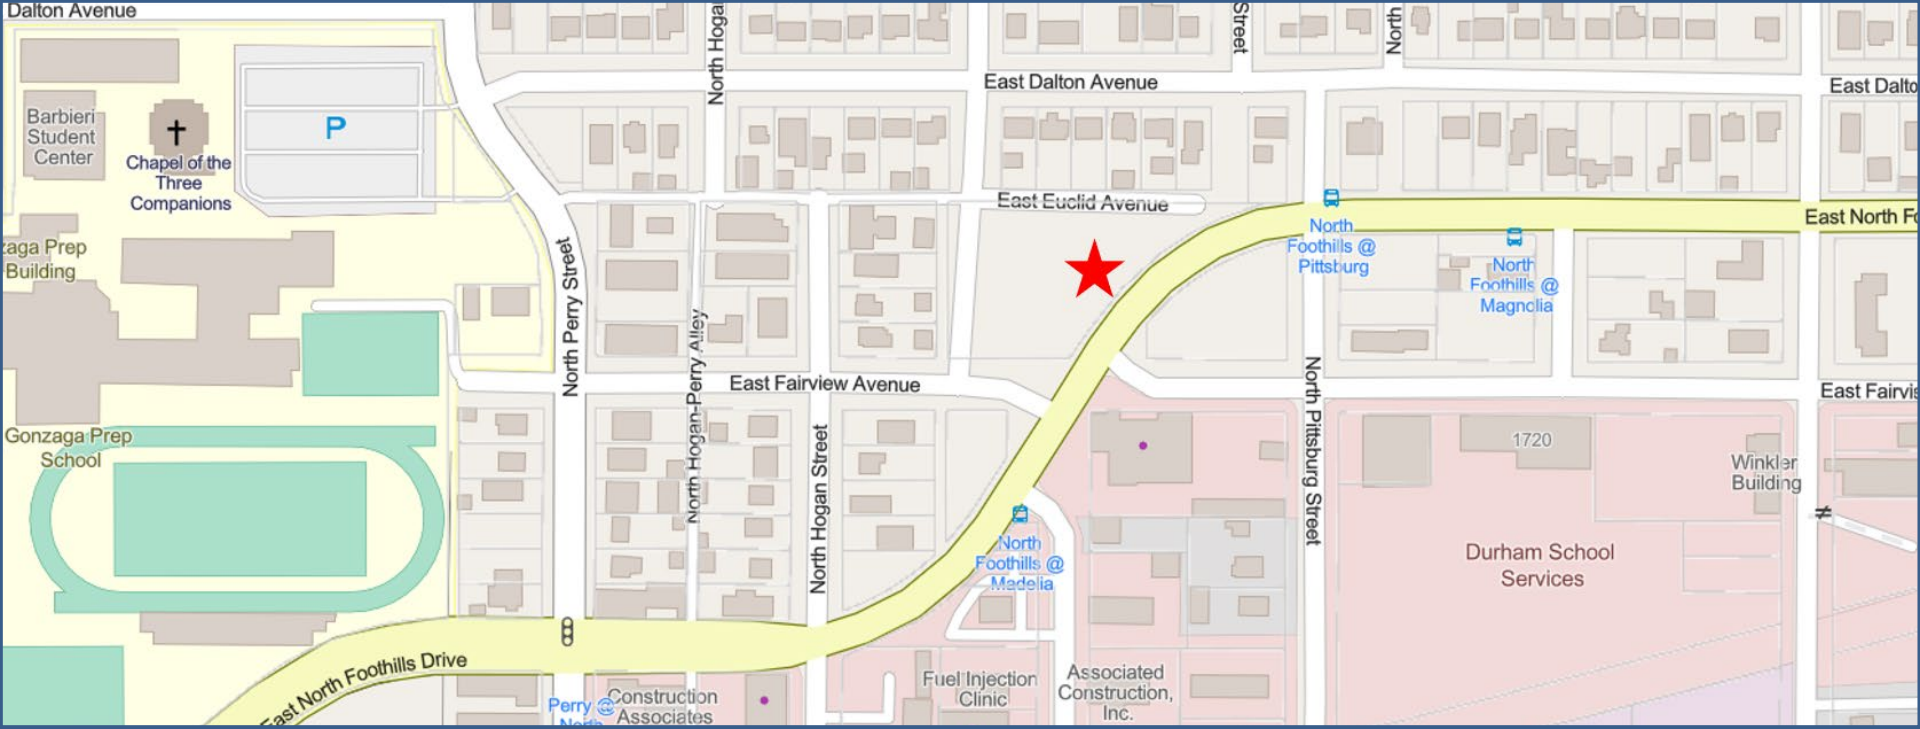 Dalton Avenue
North Hogan
Street
North
East Dalton Avenue
East Dalto
Barbieri
Student
Center
P
Chapel of the
Three
Companions
East Euclid Avenue
East North Fo
North
Foothills @
Pittsburg
North
Foothills @
Magnolia
zaga Prep
Building
North Perry Street
North Hogan-Perry Alley
East Fairview Avenue
North Pittsburg Street
East Fairvi
Gonzaga Prep
School
North Hogan Street
1720
Winkler
Building
North
Foothills @
Madelia
Durham School
Services
East North Foothills Drive
Fuel Injection
Clinic
Associated
Construction,
Inc.
Construction
Associates
Perry @
North